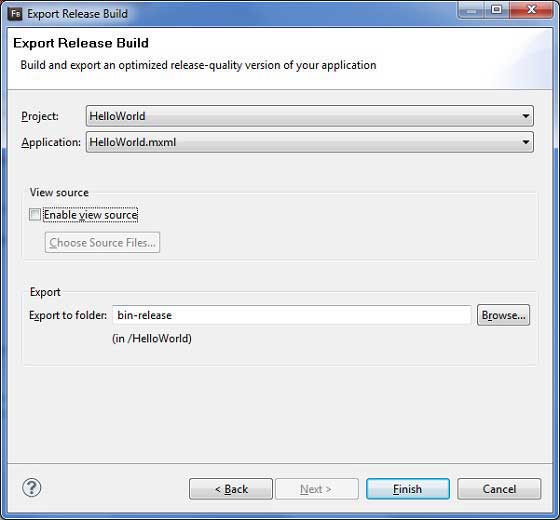 FB Export Release Build
Export Release Build
Build and export an optimized release-quality version of your application
Project: HelloWorld
Application: HelloWorld.mxml
View source
Enable view source
Choose Source Files...
Export
Export to folder: bin-release Browse...
(in /HelloWorld)
? < Back Next > Finish Cancel